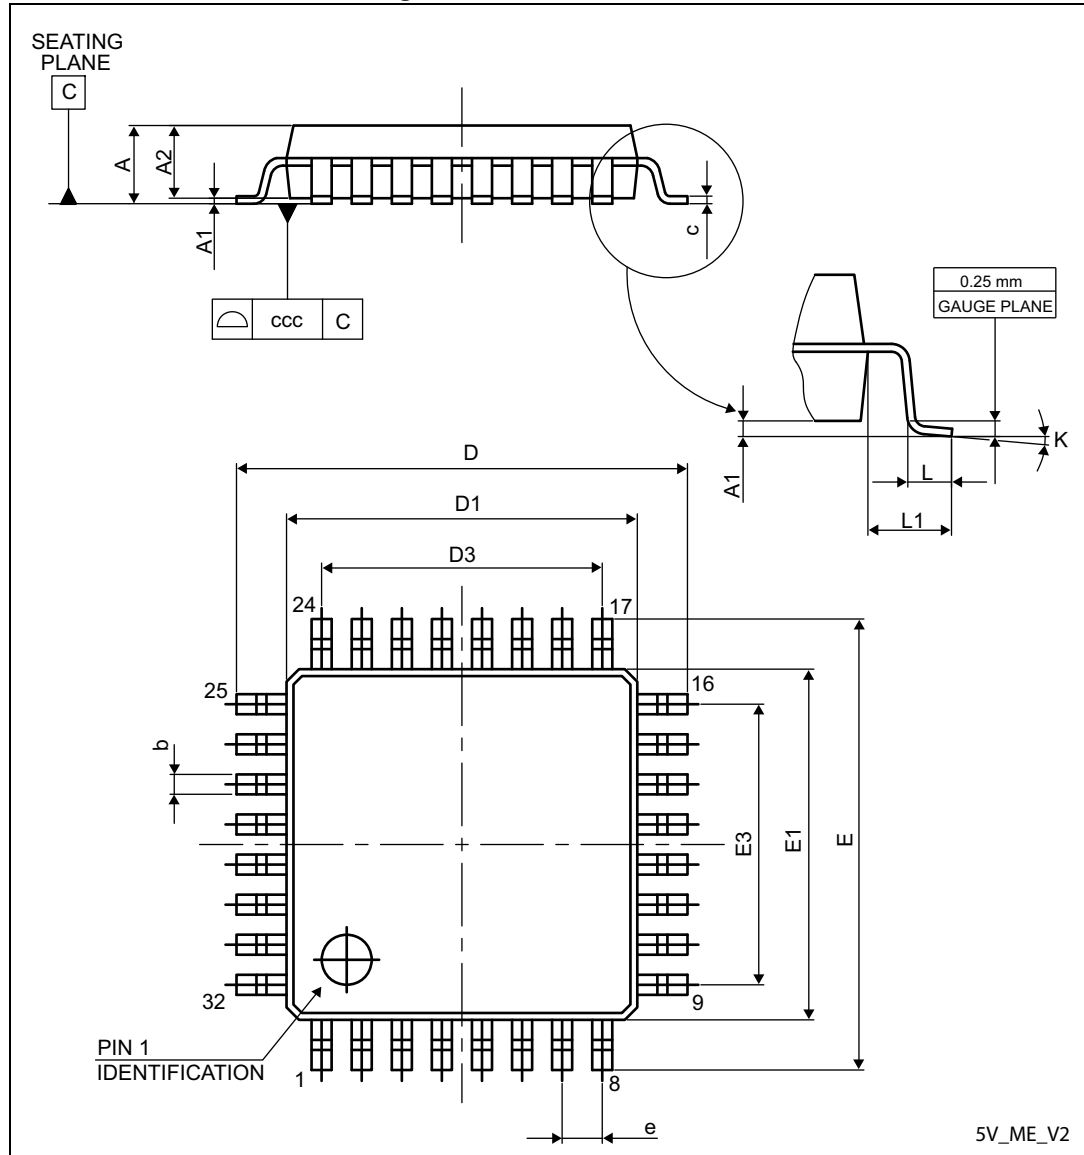 SEATING
PLANE
C
A
A2
A1
c
ccc
C
0.25 mm
GAUGE PLANE
K
A1
L
L1
D
D1
D3
24
17
25
16
b
E3
E1
E
32
9
PIN 1
IDENTIFICATION
1
8
e
5V_ME_V2